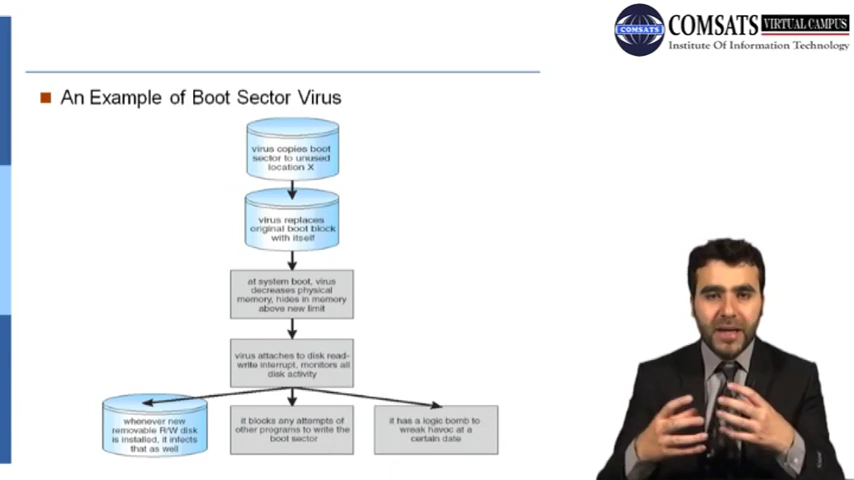 COMSATS VIRTUAL CAMPUS
COMSATS
Institute Of Information Technology
An Example of Boot Sector Virus
virus copies boot
sector to unused
location X
virus replaces
original boot block
with itself
at system boot, virus
decreases physical
memory, hides in memory
above new limit
virus attaches to disk read-
write interrupt, monitors all
disk activity
whenever new
removable R/W disk
is installed, it infects
that as well
it blocks any attempts of
other programs to write the
boot sector
it has a logic bomb to
wreak havoc at a
certain date